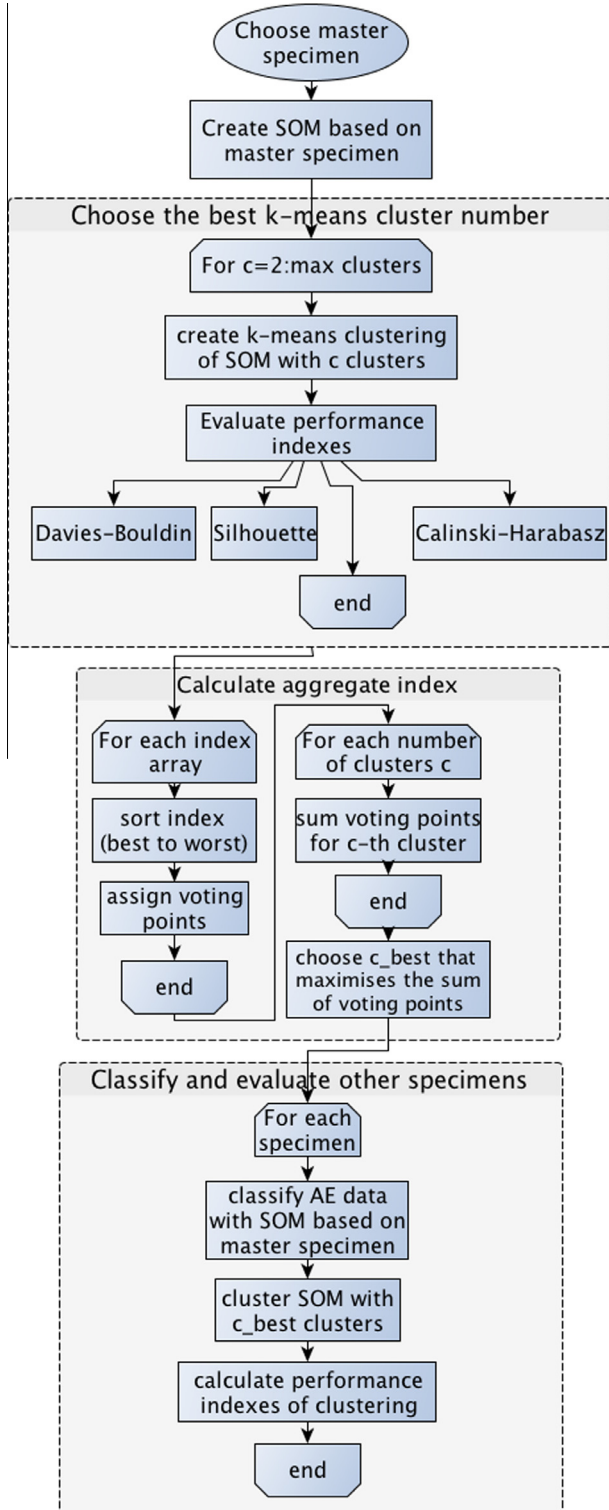 Choose master
specimen
Create SOM based on
master specimen
Choose the best k-means cluster number
For c=2:max clusters
create k-means clustering
of SOM with c clusters
Evaluate performance
indexes
Davies-Bouldin
Silhouette
Calinski-Harabasz
end
Calculate aggregate index
For each index
array
sort index
(best to worst)
assign voting
points
end
For each number
of clusters c
sum voting points
for c-th cluster
end
choose c_best that
maximises the sum
of voting points
Classify and evaluate other specimens
For each
specimen
classify AE data
with SOM based on
master specimen
cluster SOM with
c_best clusters
calculate performance
indexes of clustering
end